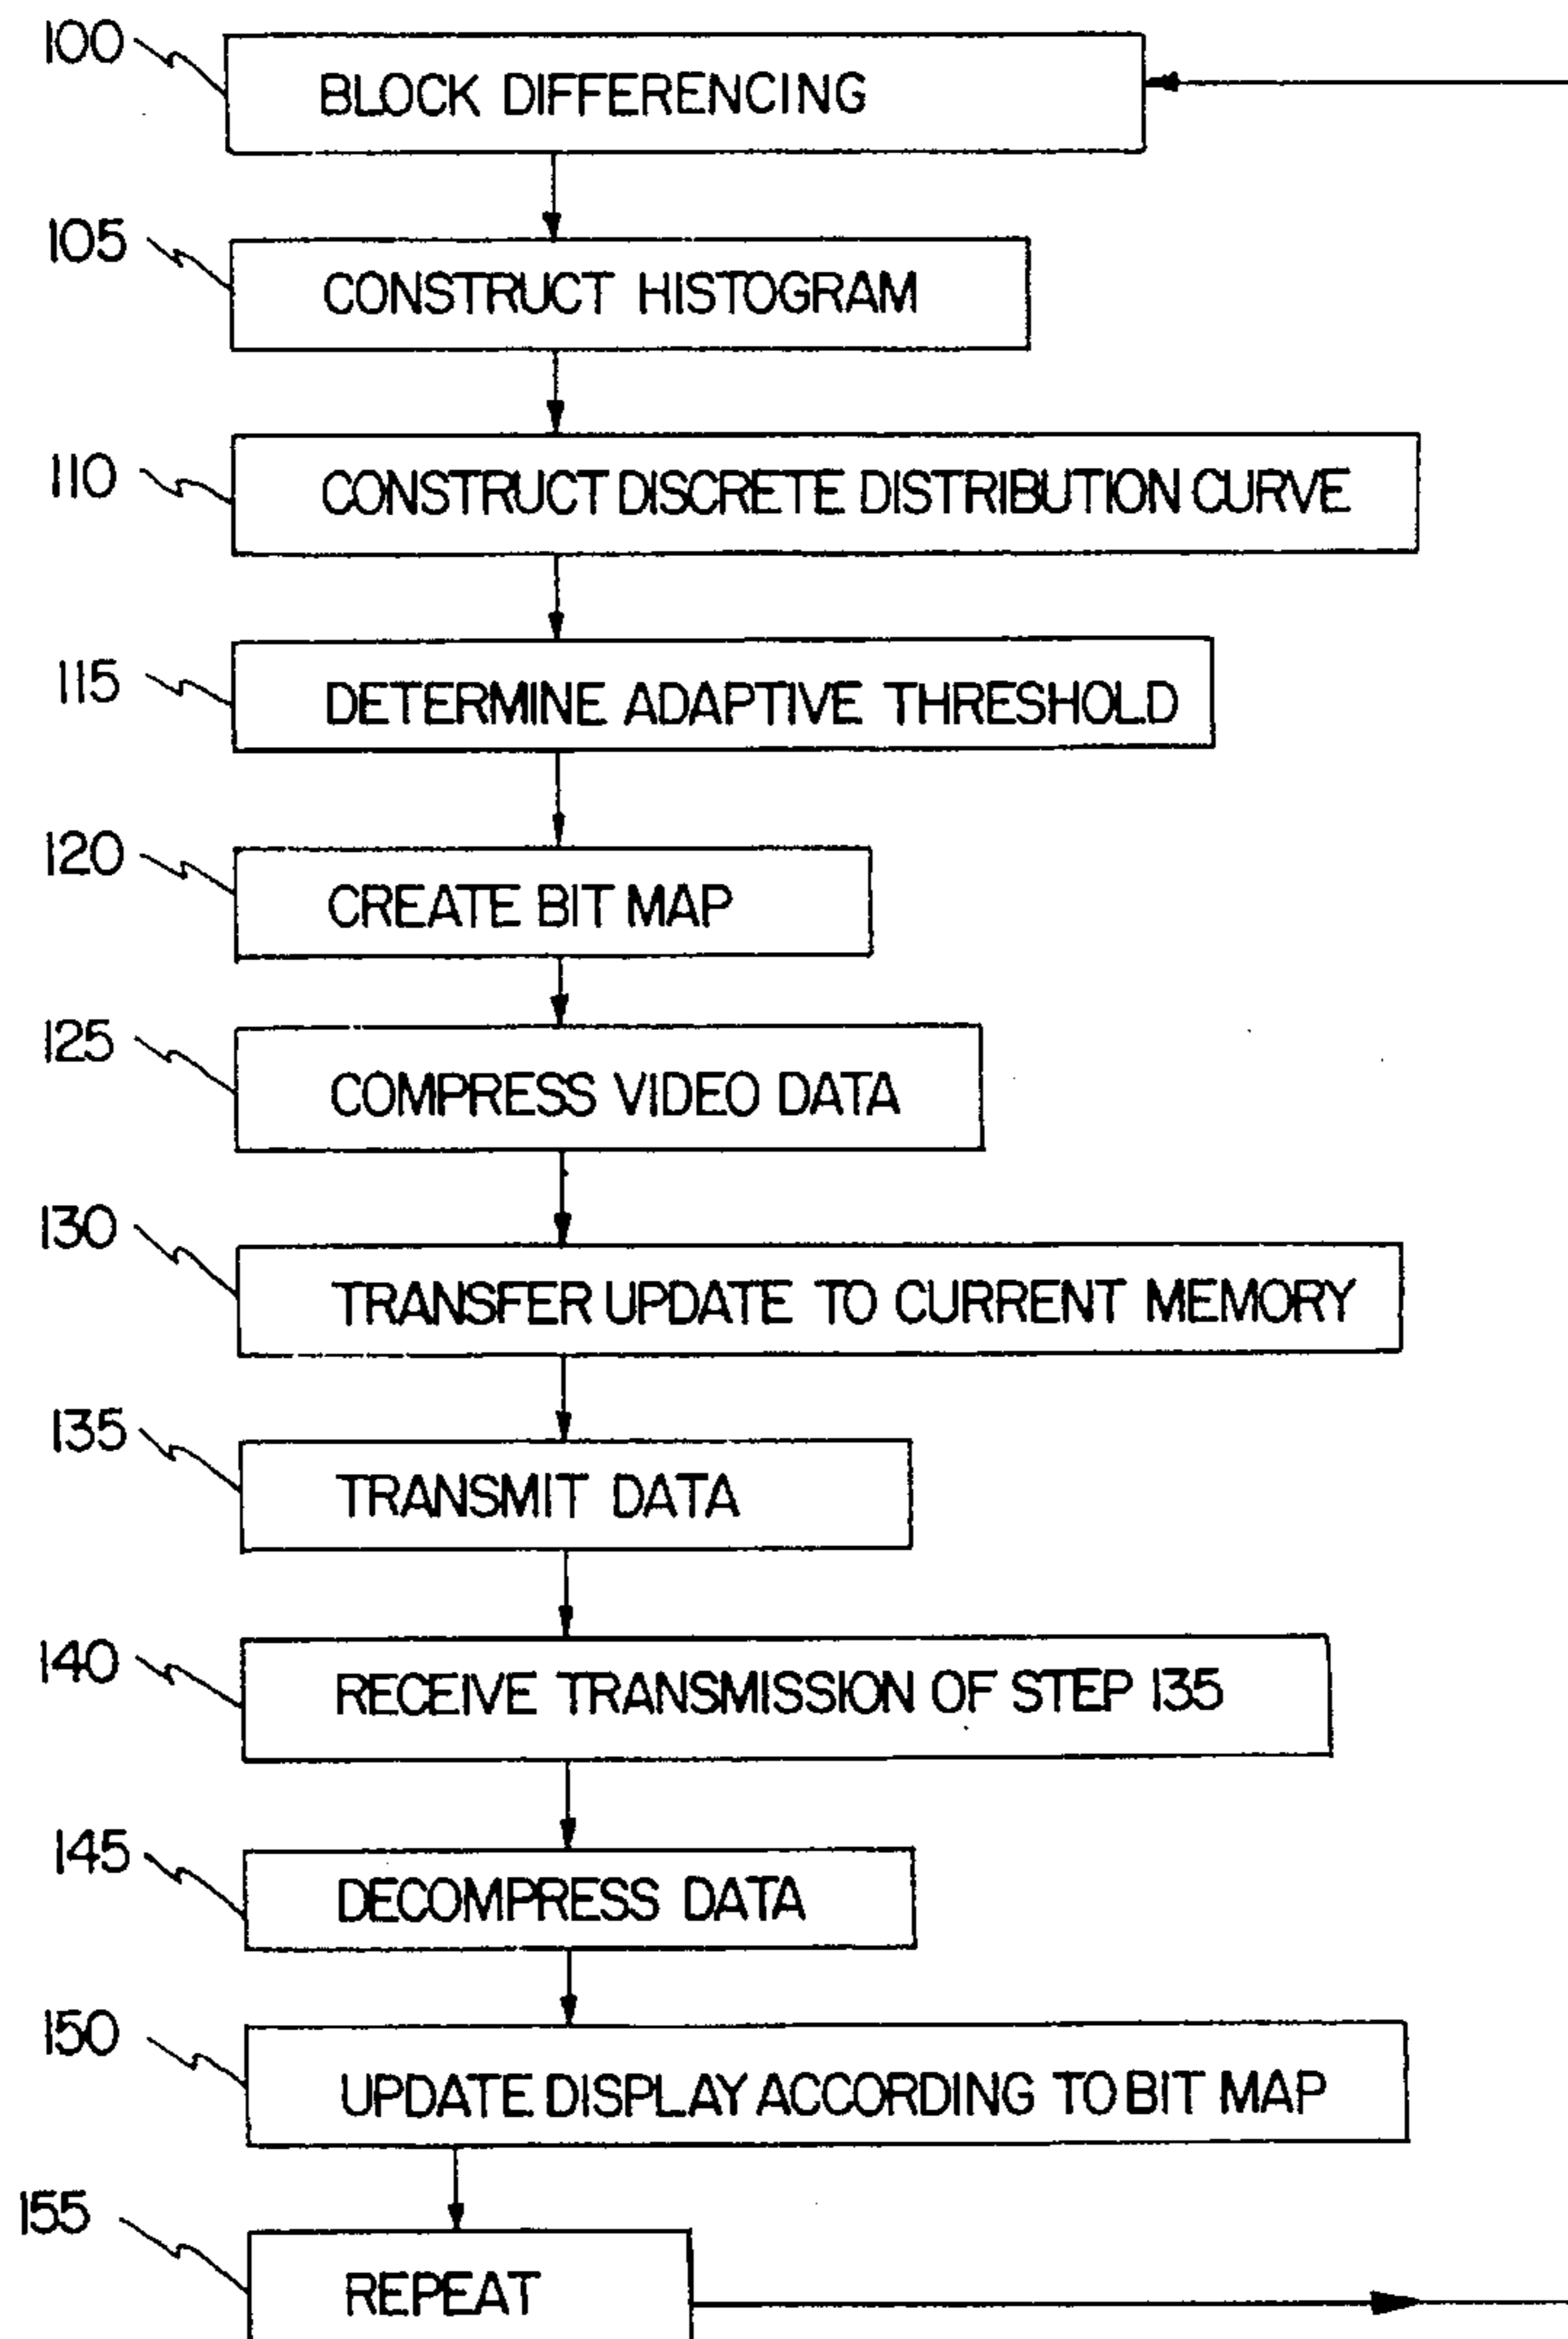 100
BLOCK DIFFERENCING
105
CONSTRUCT HISTOGRAM
110
CONSTRUCT DISCRETE DISTRIBUTION CURVE
115
DETERMINE ADAPTIVE THRESHOLD
120
CREATE BIT MAP
125
COMPRESS VIDEO DATA
130
TRANSFER UPDATE TO CURRENT MEMORY
135
TRANSMIT DATA
140
RECEIVE TRANSMISSION OF STEP 135
145
DECOMPRESS DATA
150
UPDATE DISPLAY ACCORDING TO BIT MAP
155
REPEAT